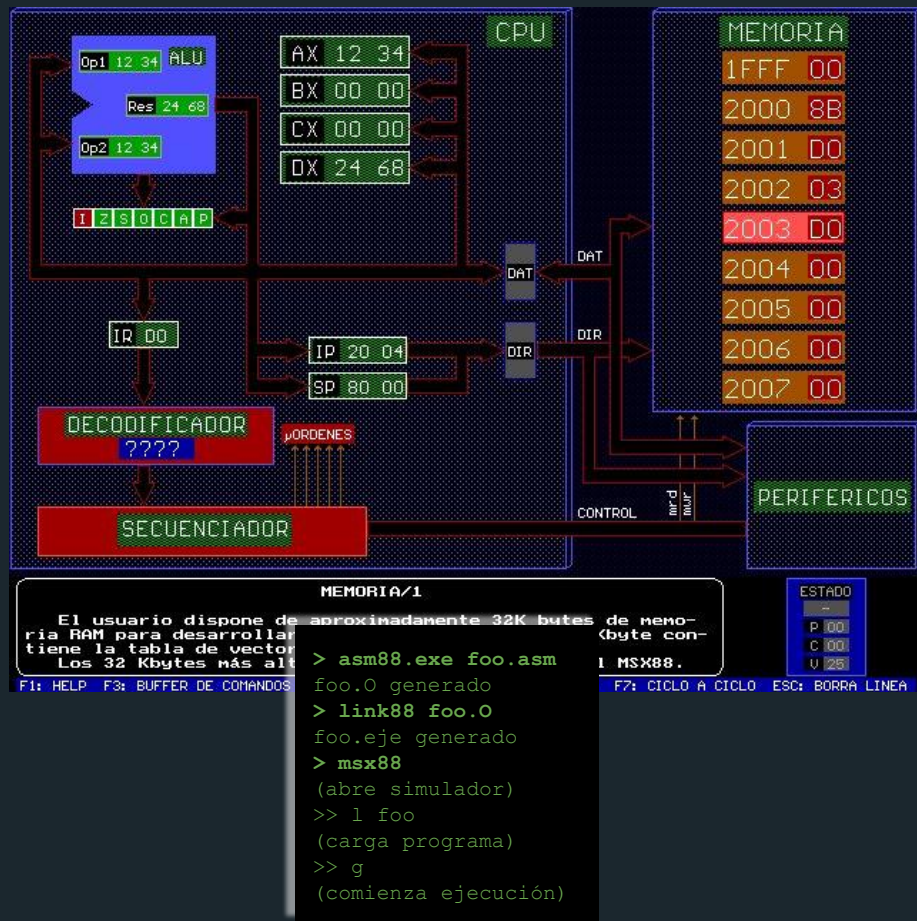 CPU
MEMORIA
Op1 12 34 ALU
Res 24 68
Op2 12 34
I Z S O C A P
AX 12 34
BX 00 00
CX 00 00
DX 24 68
1FFF 00
2000 8B
2001 D0
2002 03
2003 D0
2004 00
2005 00
2006 00
2007 00
DAT
DAT
IR D0
IP 20 04
SP 80 00
DIR
DIR
DECODIFICADOR
????
µORDENES
SECUENCIADOR
CONTROL
mrd
mwr
PERIFERICOS
MEMORIA/1
El usuario dispone de aproximadamente 32K bytes de memo-
ria RAM para desarrollar Kbyte con-
tiene la tabla de vector
Los 32 Kbytes más alt l MSX88.
ESTADO
--
P 00
C 00
U 25
F1: HELP F3: BUFFER DE COMANDOS F7: CICLO A CICLO ESC: BORRA LINEA
> asm88.exe foo.asm
foo.O generado
> link88 foo.O
foo.eje generado
> msx88
(abre simulador)
>> l foo
(carga programa)
>> g
(comienza ejecución)